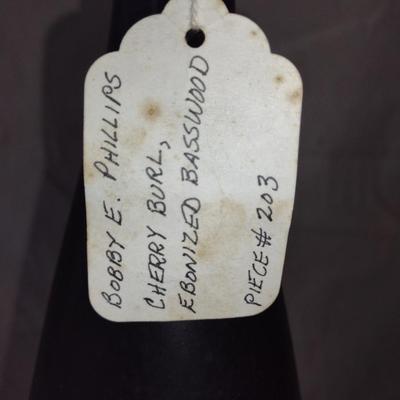 BOBBY E. PHILLIPS
CHERRY BURL,
EBONIZED BASSWOOD
PIECE# 203